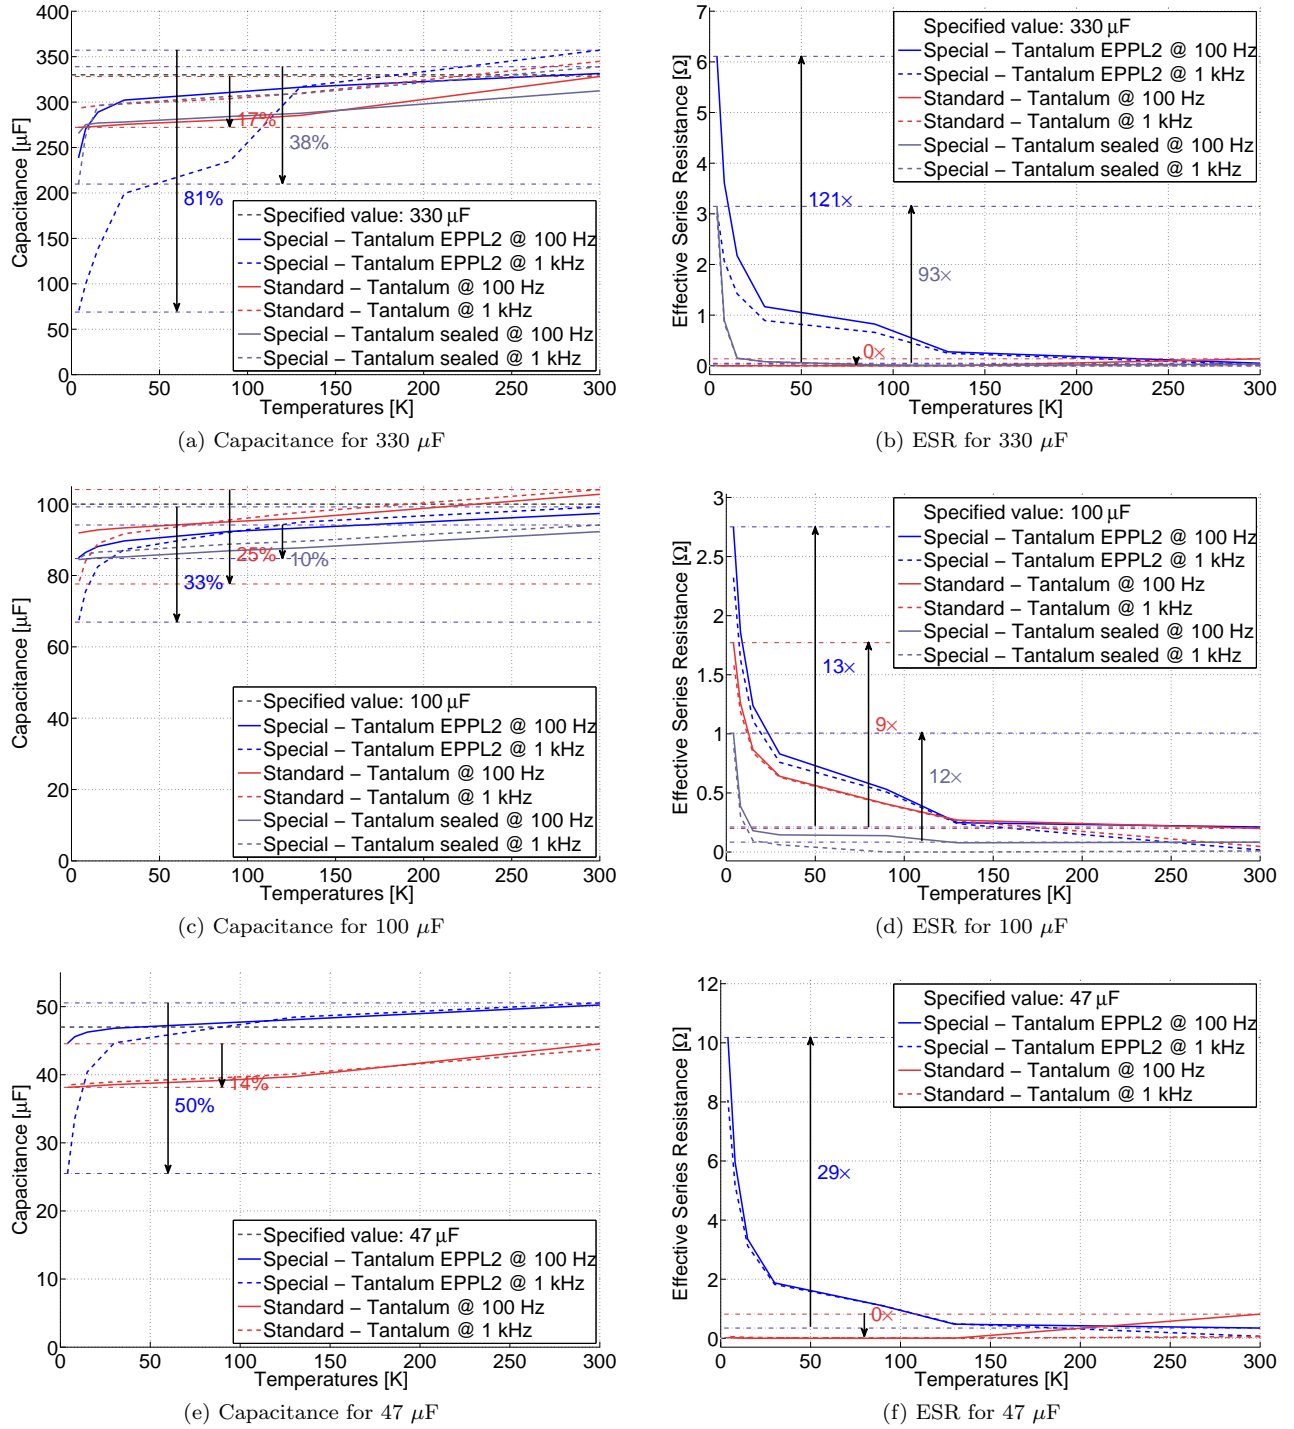 400
350
300
250
200
150
100
50
0
0
50
100
150
200
250
300
Temperatures [K]
Capacitance [µF]
17%
38%
81%
Specified value: 330 µF
Special – Tantalum EPPL2 @ 100 Hz
Special – Tantalum EPPL2 @ 1 kHz
Standard – Tantalum @ 100 Hz
Standard – Tantalum @ 1 kHz
Special – Tantalum sealed @ 100 Hz
Special – Tantalum sealed @ 1 kHz
(a) Capacitance for 330 µF
7
6
5
4
3
2
1
0
0
50
100
150
200
250
300
Temperatures [K]
Effective Series Resistance [Ω]
Specified value: 330 µF
Special – Tantalum EPPL2 @ 100 Hz
Special – Tantalum EPPL2 @ 1 kHz
Standard – Tantalum @ 100 Hz
Standard – Tantalum @ 1 kHz
Special – Tantalum sealed @ 100 Hz
Special – Tantalum sealed @ 1 kHz
121×
93×
0×
(b) ESR for 330 µF
100
80
60
40
20
0
0
50
100
150
200
250
300
Temperatures [K]
Capacitance [µF]
25%
10%
33%
Specified value: 100 µF
Special – Tantalum EPPL2 @ 100 Hz
Special – Tantalum EPPL2 @ 1 kHz
Standard – Tantalum @ 100 Hz
Standard – Tantalum @ 1 kHz
Special – Tantalum sealed @ 100 Hz
Special – Tantalum sealed @ 1 kHz
(c) Capacitance for 100 µF
3
2.5
2
1.5
1
0.5
0
0
50
100
150
200
250
300
Temperatures [K]
Effective Series Resistance [Ω]
Specified value: 100 µF
Special – Tantalum EPPL2 @ 100 Hz
Special – Tantalum EPPL2 @ 1 kHz
Standard – Tantalum @ 100 Hz
Standard – Tantalum @ 1 kHz
Special – Tantalum sealed @ 100 Hz
Special – Tantalum sealed @ 1 kHz
13×
9×
12×
(d) ESR for 100 µF
50
40
30
20
10
0
0
50
100
150
200
250
300
Temperatures [K]
Capacitance [µF]
14%
50%
Specified value: 47 µF
Special – Tantalum EPPL2 @ 100 Hz
Special – Tantalum EPPL2 @ 1 kHz
Standard – Tantalum @ 100 Hz
Standard – Tantalum @ 1 kHz
(e) Capacitance for 47 µF
12
10
8
6
4
2
0
0
50
100
150
200
250
300
Temperatures [K]
Effective Series Resistance [Ω]
Specified value: 47 µF
Special – Tantalum EPPL2 @ 100 Hz
Special – Tantalum EPPL2 @ 1 kHz
Standard – Tantalum @ 100 Hz
Standard – Tantalum @ 1 kHz
29×
0×
(f) ESR for 47 µF